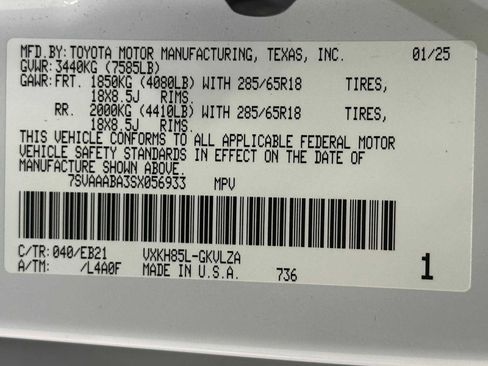 MFD.BY:TOYOTA MOTOR MANUFACTURING, TEXAS, INC. 01/25
GVWR:3440KG (7585LB)
GAWR:FRT. 1850KG (4080LB) WITH 285/65R18 TIRES,
18X8.5J RIMS.
RR. 2000KG (4410LB) WITH 285/65R18 TIRES,
18X8.5J RIMS.
THIS VEHICLE CONFORMS TO ALL APPLICABLE FEDERAL MOTOR
VEHICLE SAFETY STANDARDS IN EFFECT ON THE DATE OF
MANUFACTURE SHOWN ABOVE.
7SVAAABA3SX056933 MPV
C/TR:040/EB21 VXKH85L-GKVLZA
A/TM: /L4A0F MADE IN U.S.A. 736 1